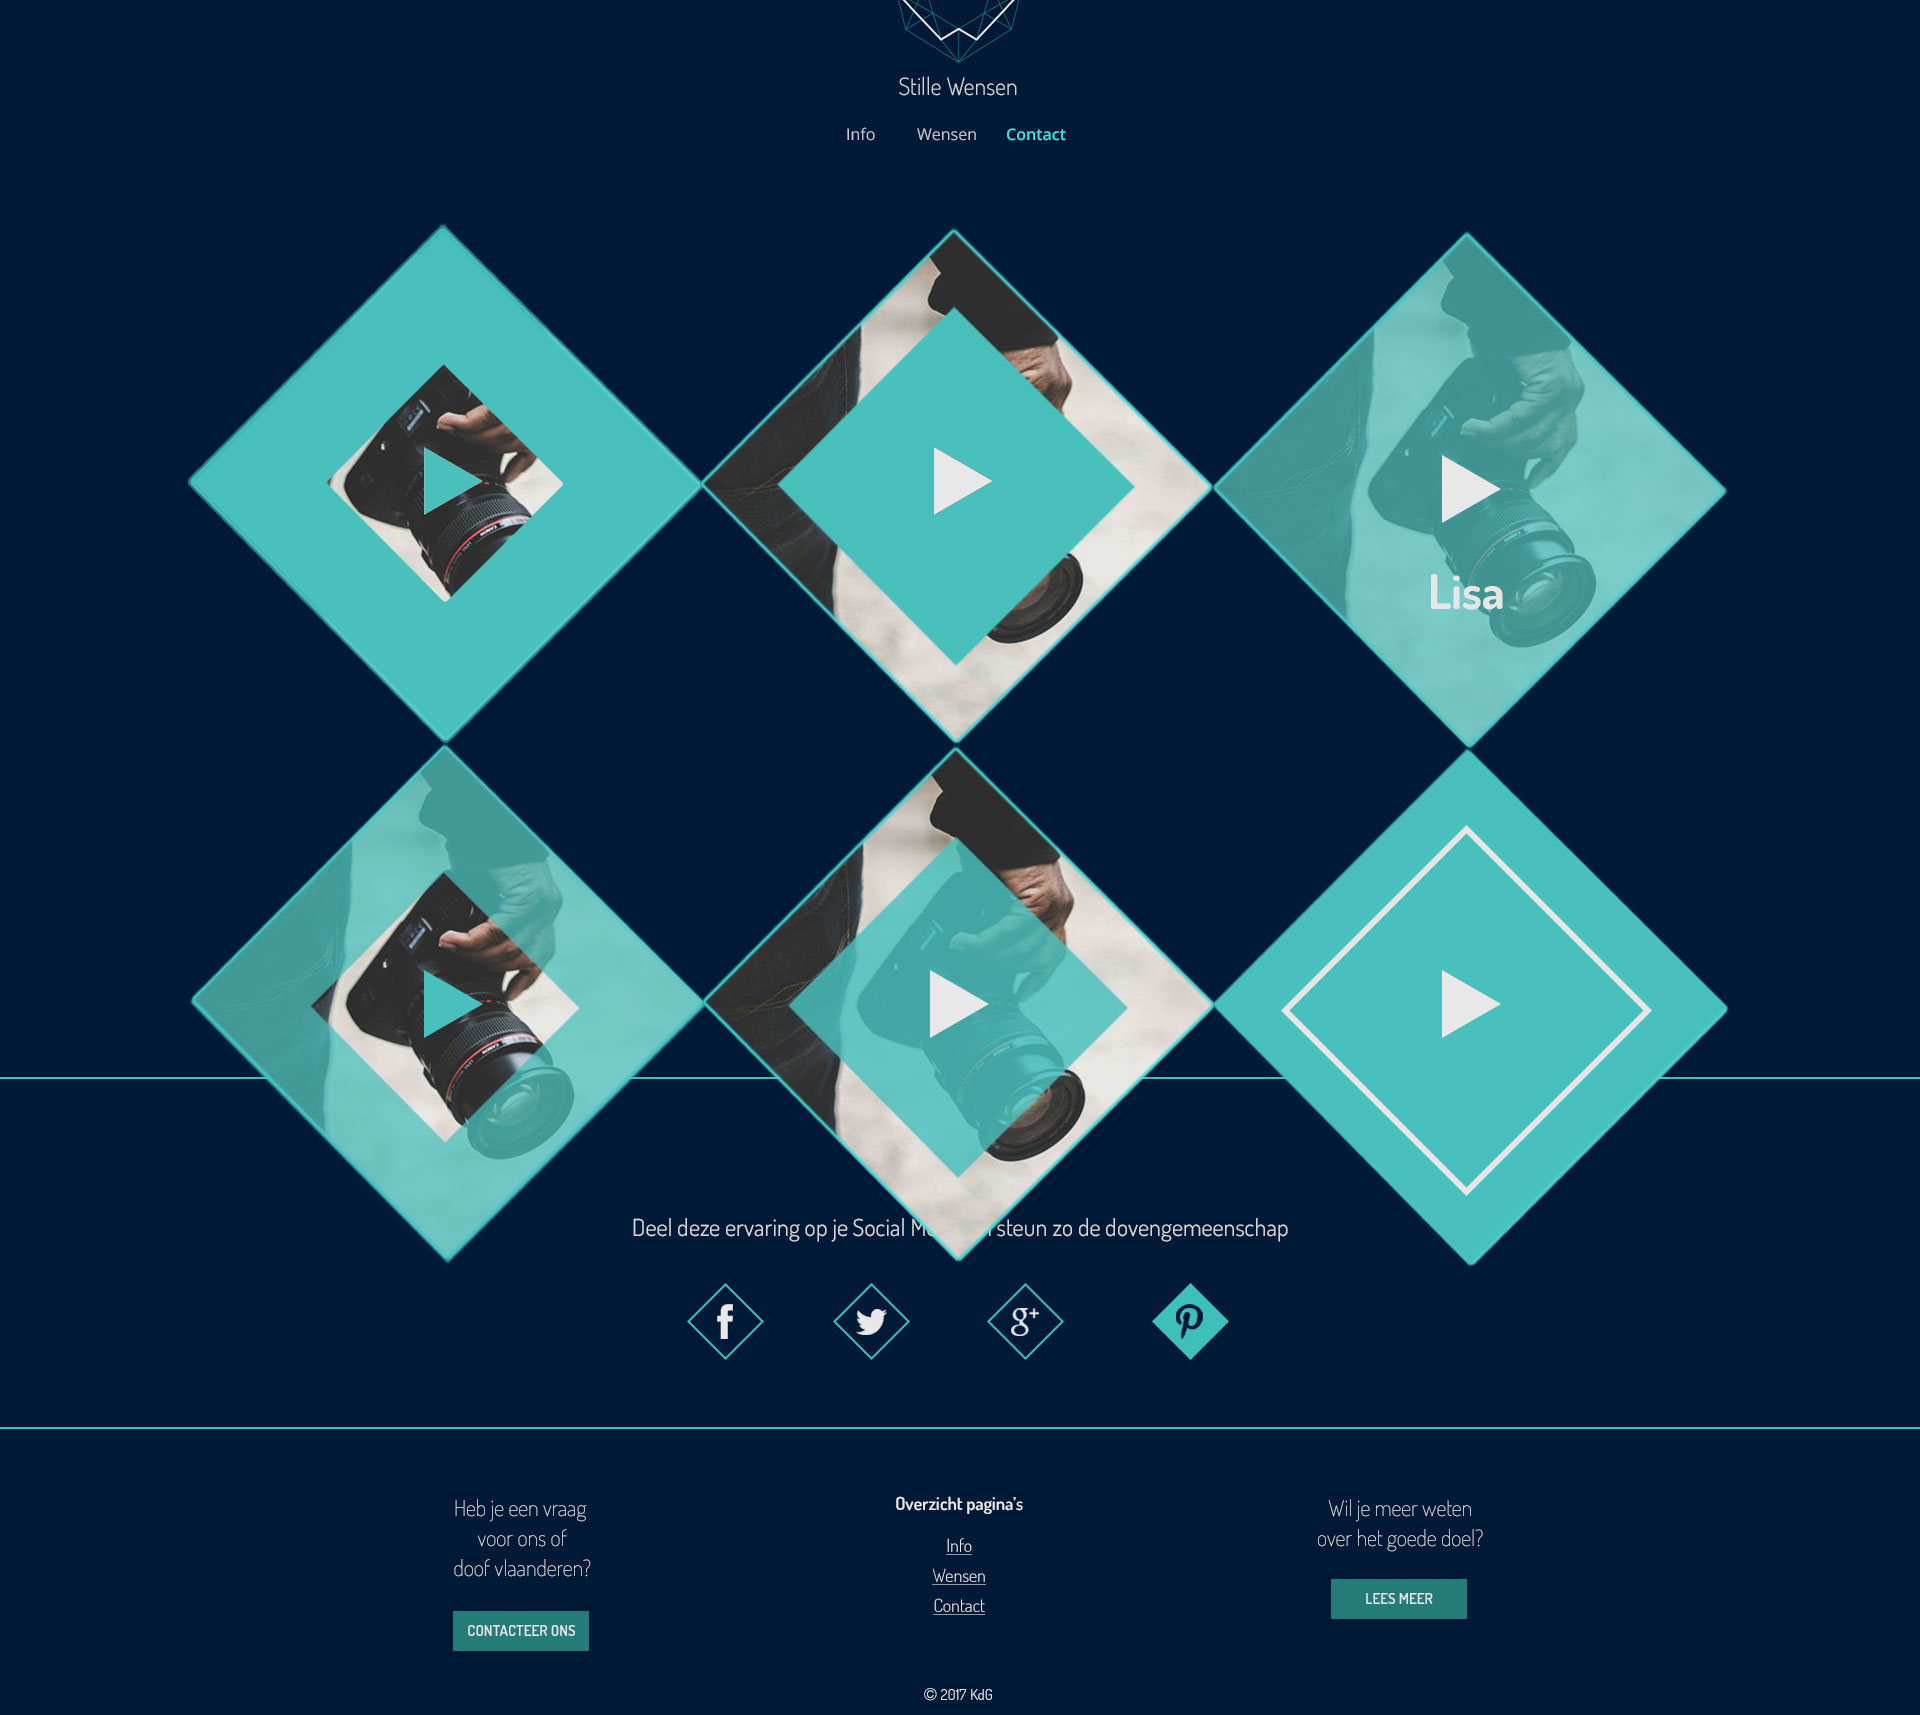 Stille Wensen
Info Wensen Contact
Lisa
Deel deze ervaring op je Social steun zo de dovengemeenschap
f g+
Heb je een vraag
voor ons of
doof vlaanderen?
CONTACTEER ONS
Overzicht pagina's
Info
Wensen
Contact
Wil je meer weten
over het goede doel?
LEES MEER
© 2017 KdG